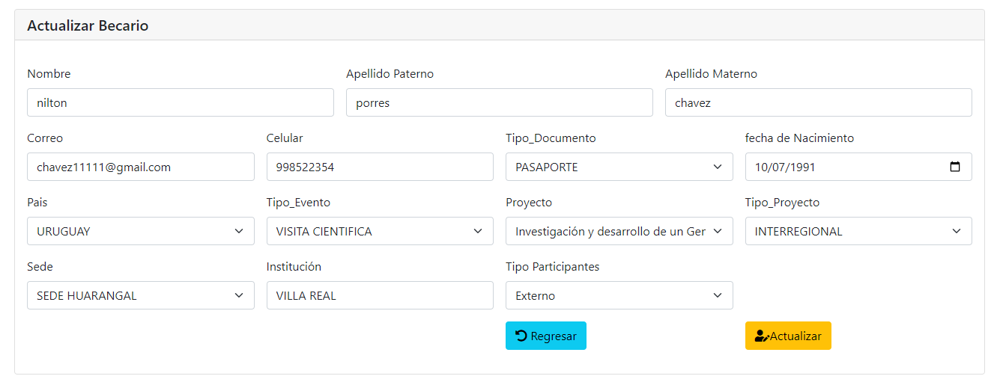 Actualizar Becario
Nombre Apellido Paterno Apellido Materno
nilton porres chavez
Correo Celular Tipo_Documento fecha de Nacimiento
chavez11111@gmail.com 998522354 PASAPORTE 10/07/1991
Pais Tipo_Evento Proyecto Tipo_Proyecto
URUGUAY VISITA CIENTIFICA Investigación y desarrollo de un Ger INTERREGIONAL
Sede Institución Tipo Participantes
SEDE HUARANGAL VILLA REAL Externo
Regresar Actualizar